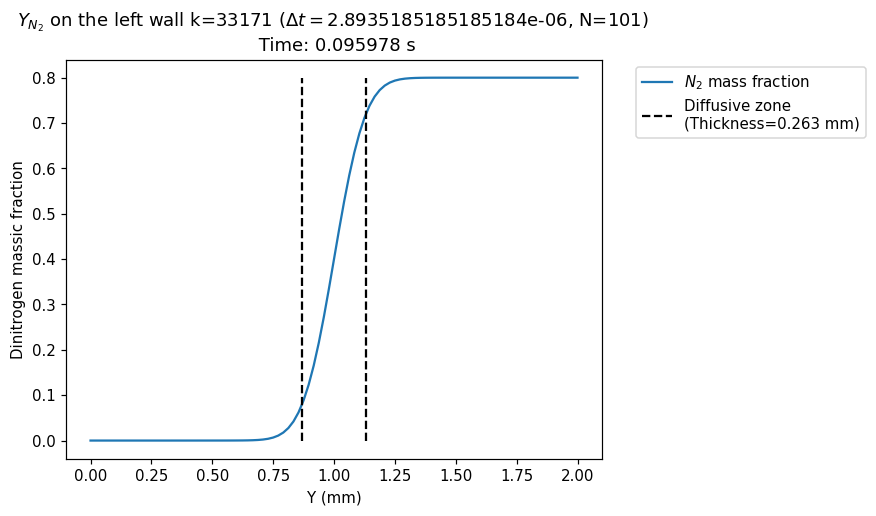 Y_{N_2} on the left wall k=33171 (Δt = 2.8935185185185184e-06, N=101)
Time: 0.095978 s
N_2 mass fraction
Diffusive zone
(Thickness=0.263 mm)
Dinitrogen massic fraction
0.8
0.7
0.6
0.5
0.4
0.3
0.2
0.1
0.0
0.00 0.25 0.50 0.75 1.00 1.25 1.50 1.75 2.00
Y (mm)